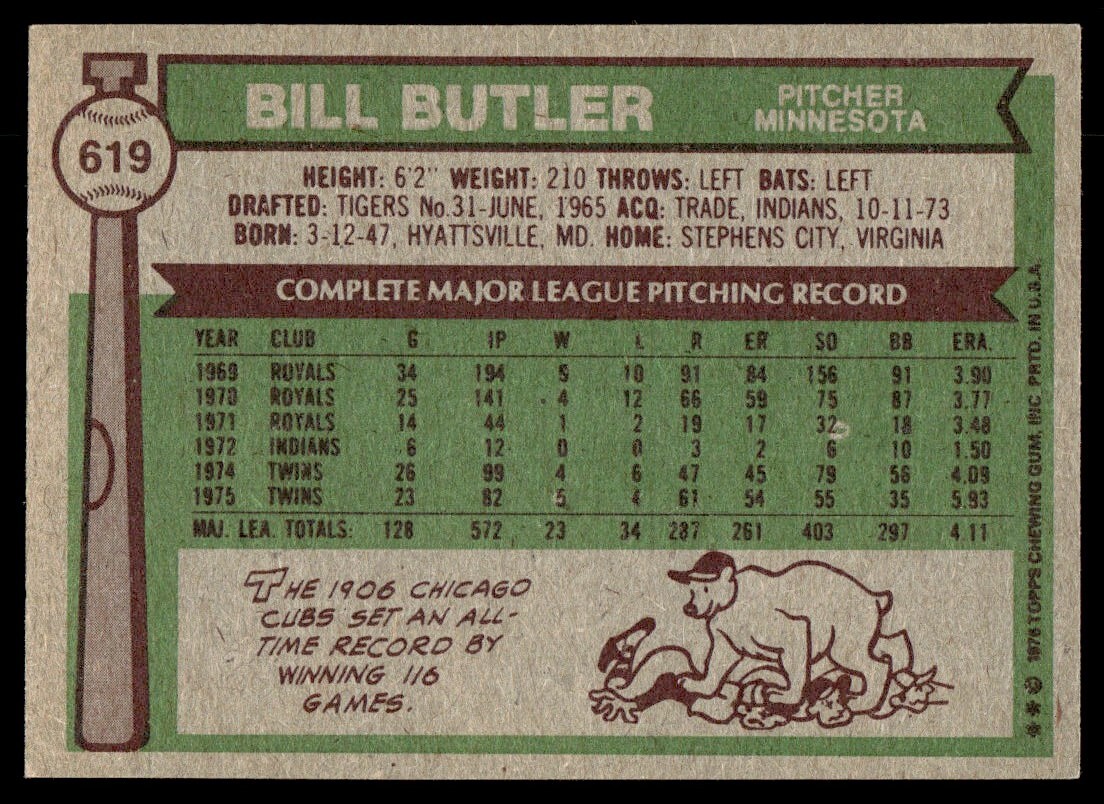 619
BILL BUTLER
PITCHER
MINNESOTA
HEIGHT: 6'2" WEIGHT: 210 THROWS: LEFT BATS: LEFT
DRAFTED: TIGERS No.31-JUNE, 1965 ACQ: TRADE, INDIANS, 10-11-73
BORN: 3-12-47, HYATTSVILLE, MD. HOME: STEPHENS CITY, VIRGINIA
COMPLETE MAJOR LEAGUE PITCHING RECORD
YEAR CLUB G IP W L R ER SO BB ERA.
1969 ROYALS 34 194 9 10 91 84 156 91 3.90
1970 ROYALS 25 141 4 12 66 59 75 87 3.77
1971 ROYALS 14 44 1 2 19 17 32 18 3.48
1972 INDIANS 6 12 0 0 3 2 6 10 1.50
1974 TWINS 26 99 4 6 47 45 79 56 4.09
1975 TWINS 23 82 5 4 61 54 55 35 5.93
MAJ. LEA. TOTALS: 128 572 23 34 287 261 403 297 4.11
THE 1906 CHICAGO
CUBS SET AN ALL-
TIME RECORD BY
WINNING 116
GAMES.
* * © 1976 TOPPS CHEWING GUM, INC PRTD. IN U.S.A.